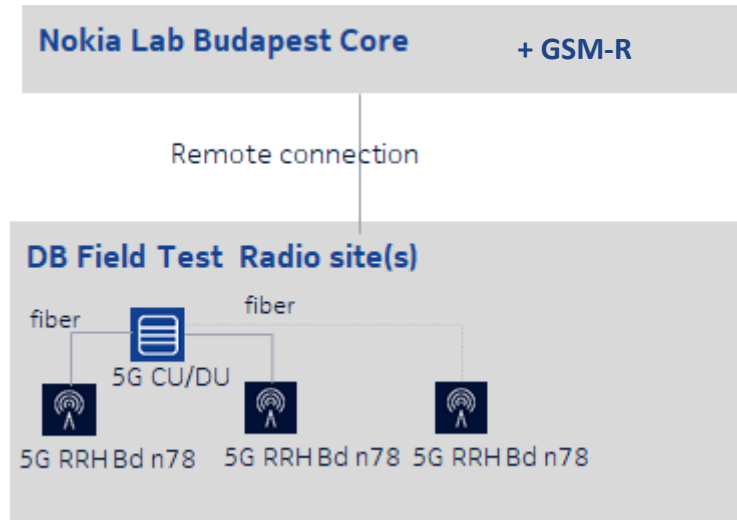 Nokia Lab Budapest Core + GSM-R
Remote connection
DB Field Test Radio site(s)
fiber
fiber
5G CU/DU
5G RRH Bd n78
5G RRH Bd n78
5G RRH Bd n78